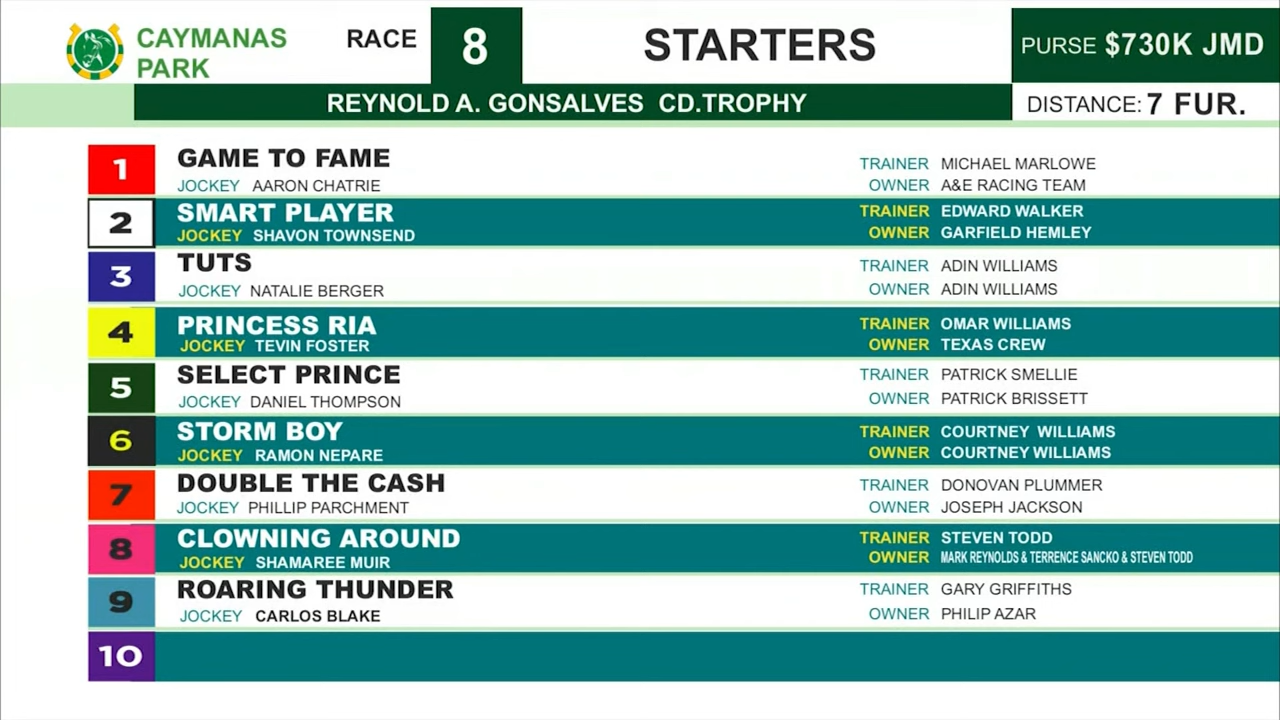 CAYMANAS PARK
RACE 8
STARTERS
PURSE $730K JMD
REYNOLD A. GONSALVES CD.TROPHY
DISTANCE: 7 FUR.
1 GAME TO FAME
JOCKEY AARON CHATRIE
TRAINER MICHAEL MARLOWE
OWNER A&E RACING TEAM
2 SMART PLAYER
JOCKEY SHAVON TOWNSEND
TRAINER EDWARD WALKER
OWNER GARFIELD HEMLEY
3 TUTS
JOCKEY NATALIE BERGER
TRAINER ADIN WILLIAMS
OWNER ADIN WILLIAMS
4 PRINCESS RIA
JOCKEY TEVIN FOSTER
TRAINER OMAR WILLIAMS
OWNER TEXAS CREW
5 SELECT PRINCE
JOCKEY DANIEL THOMPSON
TRAINER PATRICK SMELLIE
OWNER PATRICK BRISSETT
6 STORM BOY
JOCKEY RAMON NEPARE
TRAINER COURTNEY WILLIAMS
OWNER COURTNEY WILLIAMS
7 DOUBLE THE CASH
JOCKEY PHILLIP PARCHMENT
TRAINER DONOVAN PLUMMER
OWNER JOSEPH JACKSON
8 CLOWNING AROUND
JOCKEY SHAMAREE MUIR
TRAINER STEVEN TODD
OWNER MARK REYNOLDS & TERRENCE SANCKO & STEVEN TODD
9 ROARING THUNDER
JOCKEY CARLOS BLAKE
TRAINER GARY GRIFFITHS
OWNER PHILIP AZAR
10